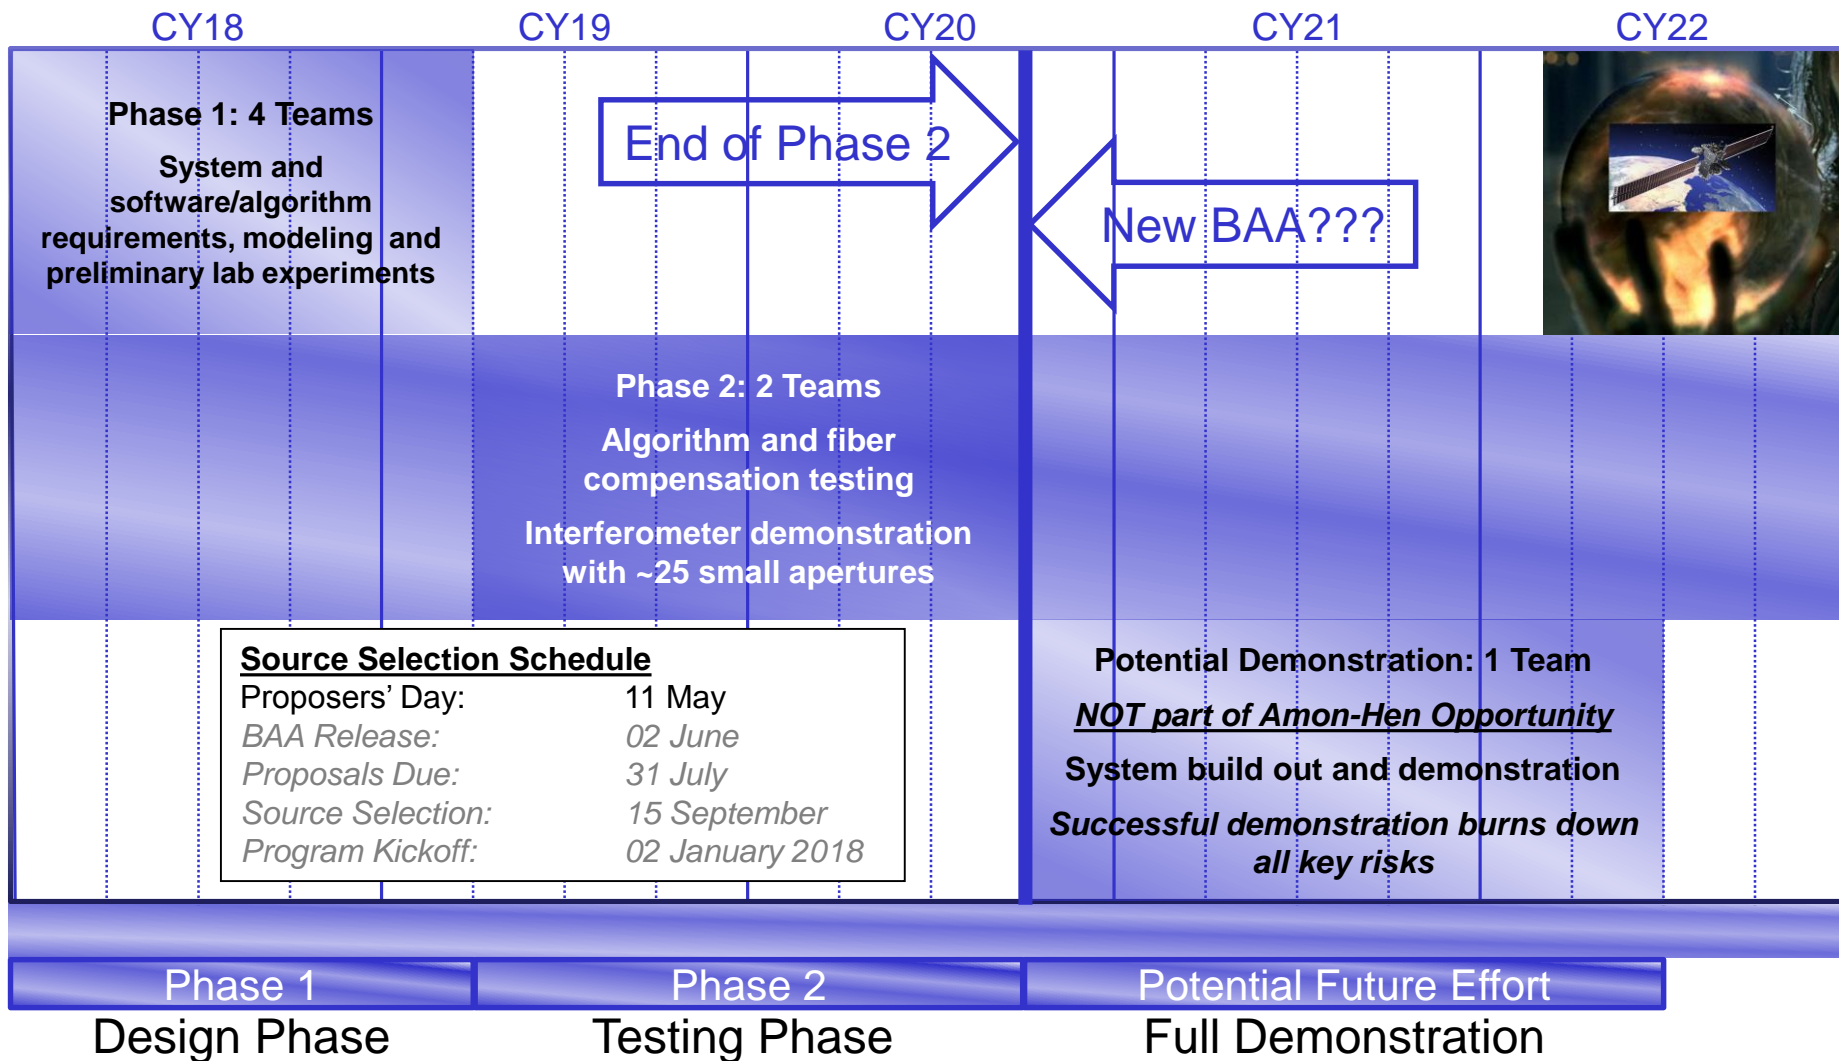 CY18 CY19 CY20 CY21 CY22
Phase 1: 4 Teams
System and
software/algorithm
requirements, modeling and
preliminary lab experiments
End of Phase 2
New BAA???
Phase 2: 2 Teams
Algorithm and fiber
compensation testing
Interferometer demonstration
with ~25 small apertures
Source Selection Schedule
Proposers’ Day: 11 May
BAA Release: 02 June
Proposals Due: 31 July
Source Selection: 15 September
Program Kickoff: 02 January 2018
Potential Demonstration: 1 Team
NOT part of Amon-Hen Opportunity
System build out and demonstration
Successful demonstration burns down
all key risks
Phase 1 Phase 2 Potential Future Effort
Design Phase Testing Phase Full Demonstration